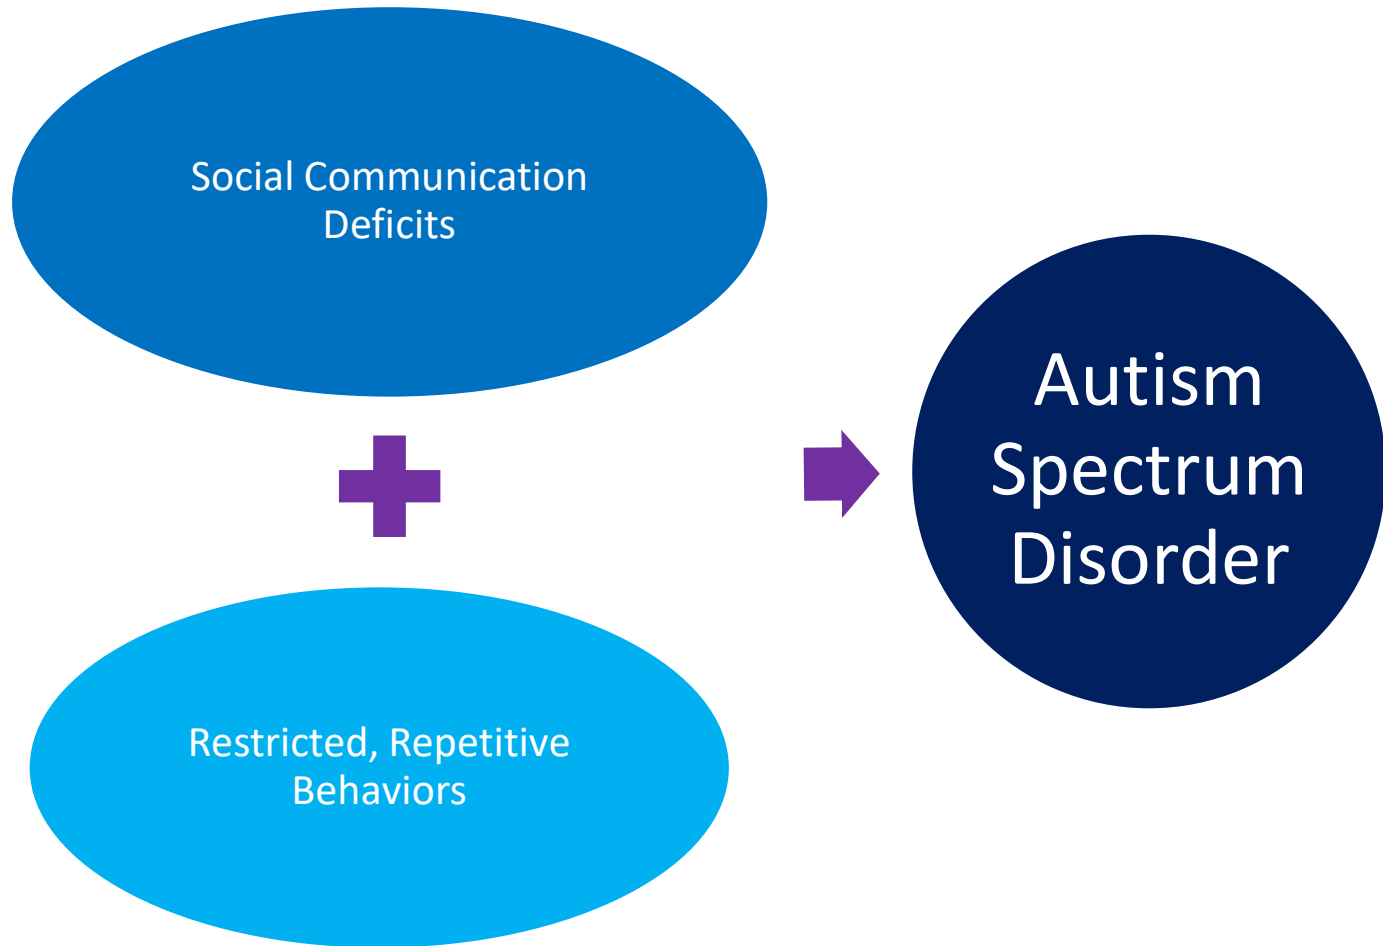 Social Communication
Deficits
Autism
Spectrum
Disorder
Restricted, Repetitive
Behaviors